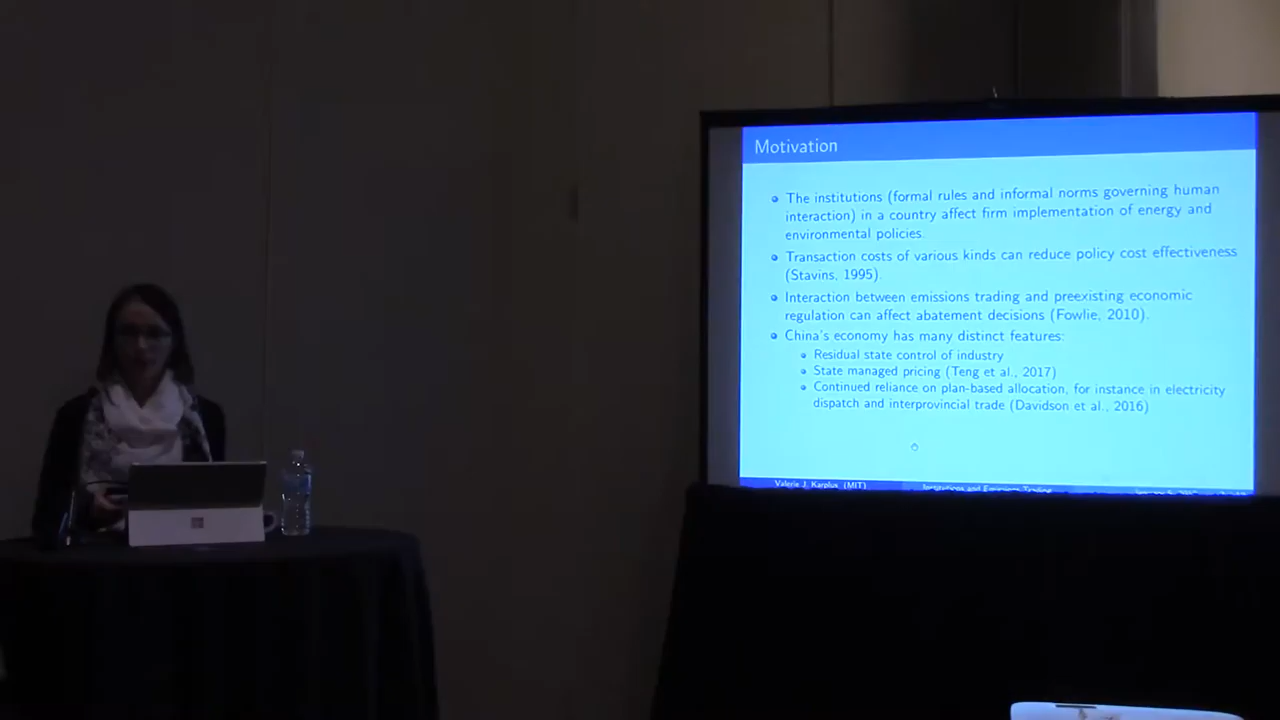 Motivation
The institutions (formal rules and informal norms governing human
interaction) in a country affect firm implementation of energy and
environmental policies.
Transaction costs of various kinds can reduce policy cost effectiveness
(Stavins, 1995).
Interaction between emissions trading and preexisting economic
regulation can affect abatement decisions (Fowlie, 2010).
China's economy has many distinct features:
Residual state control of industry
State managed pricing (Teng et al., 2017)
Continued reliance on plan-based allocation, for instance in electricity
dispatch and interprovincial trade (Davidson et al., 2016)
Valerie J. Karplus (MIT)
Institutions and Emissions Trading